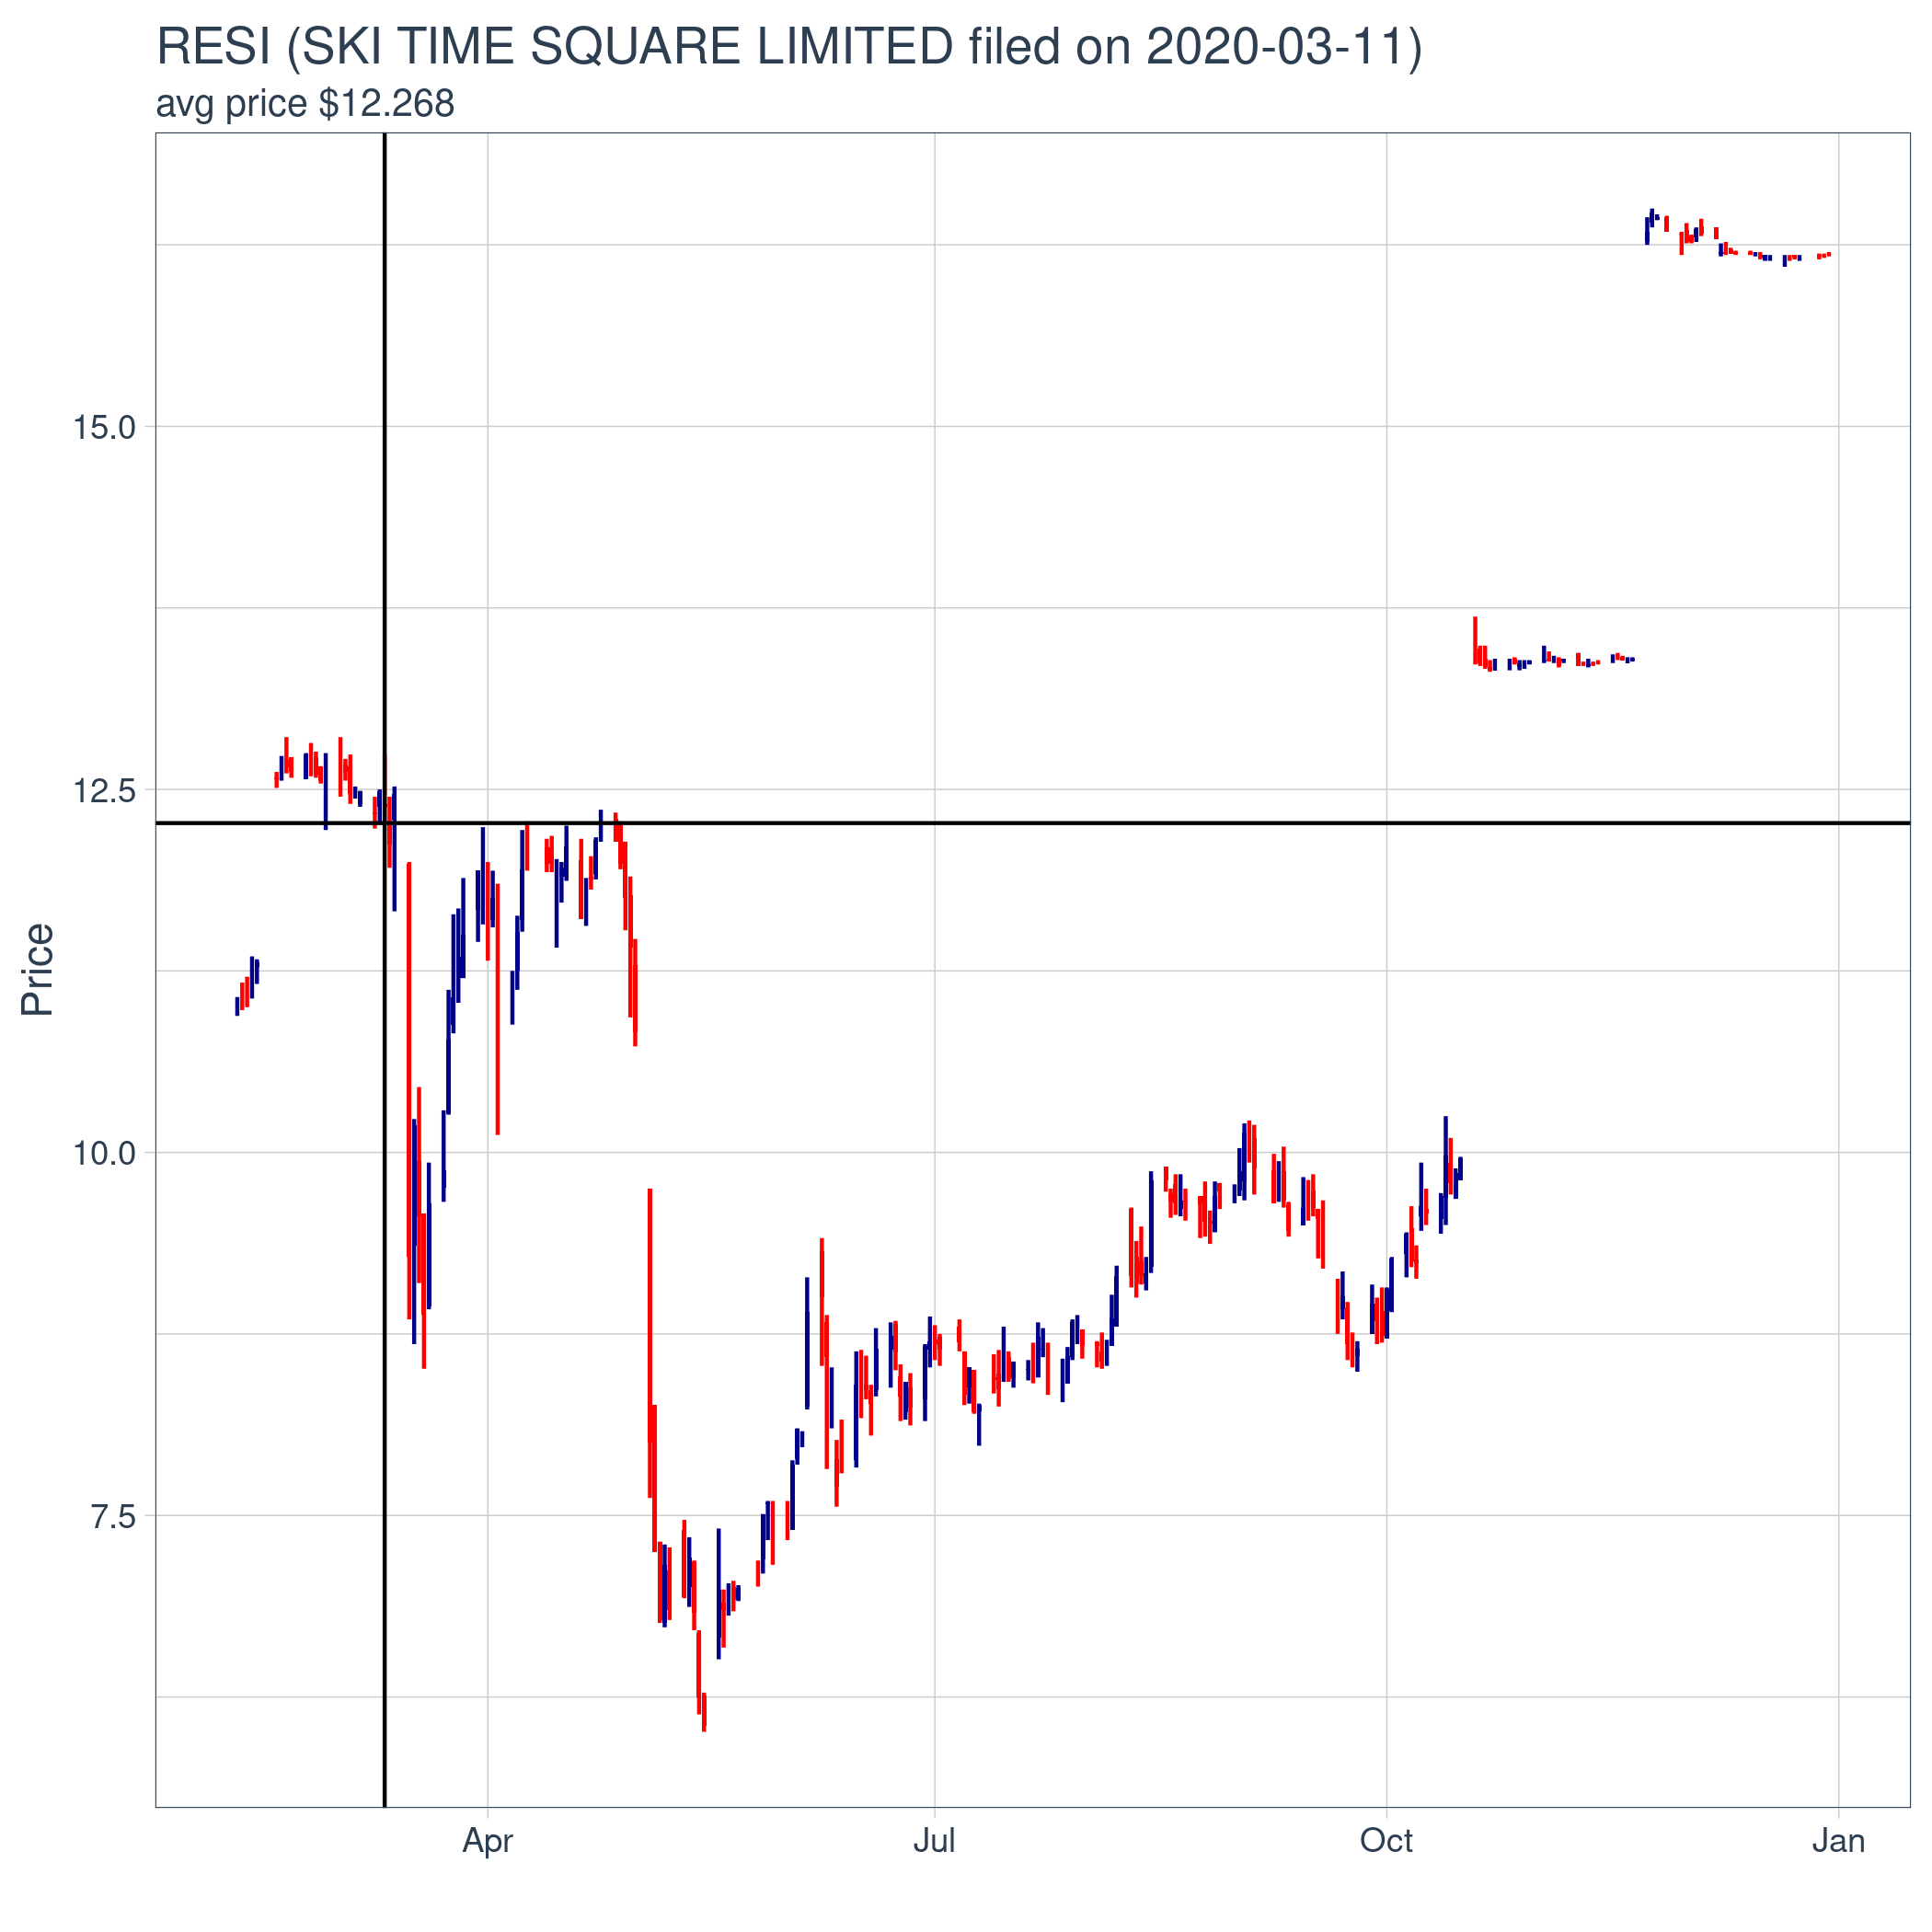 RESI (SKI TIME SQUARE LIMITED filed on 2020-03-11)
avg price $12.268
15.0
12.5
10.0
7.5
Price
Apr
Jul
Oct
Jan